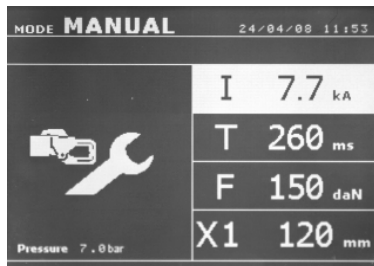 MODE MANUAL 24/04/08 11:53
I 7.7 kA
T 260 ms
F 150 daN
X1 120 mm
Pressure 7.0bar